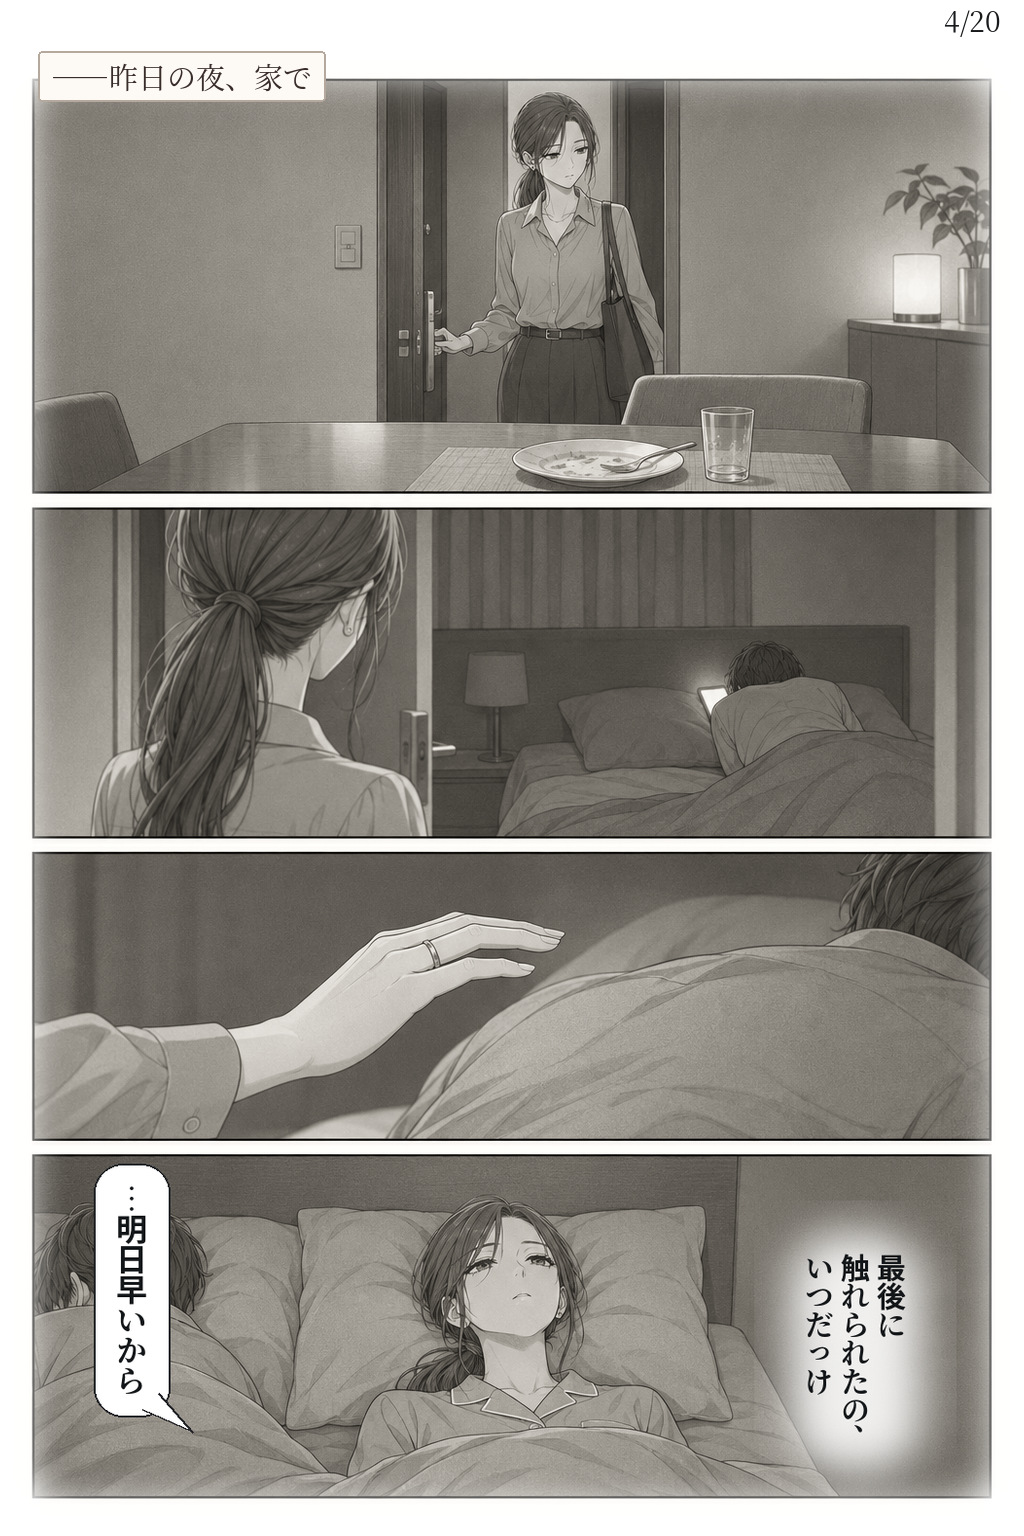 4/20
――昨日の夜、家で
…明日早いから
最後に
触れられたの、
いつだっけ